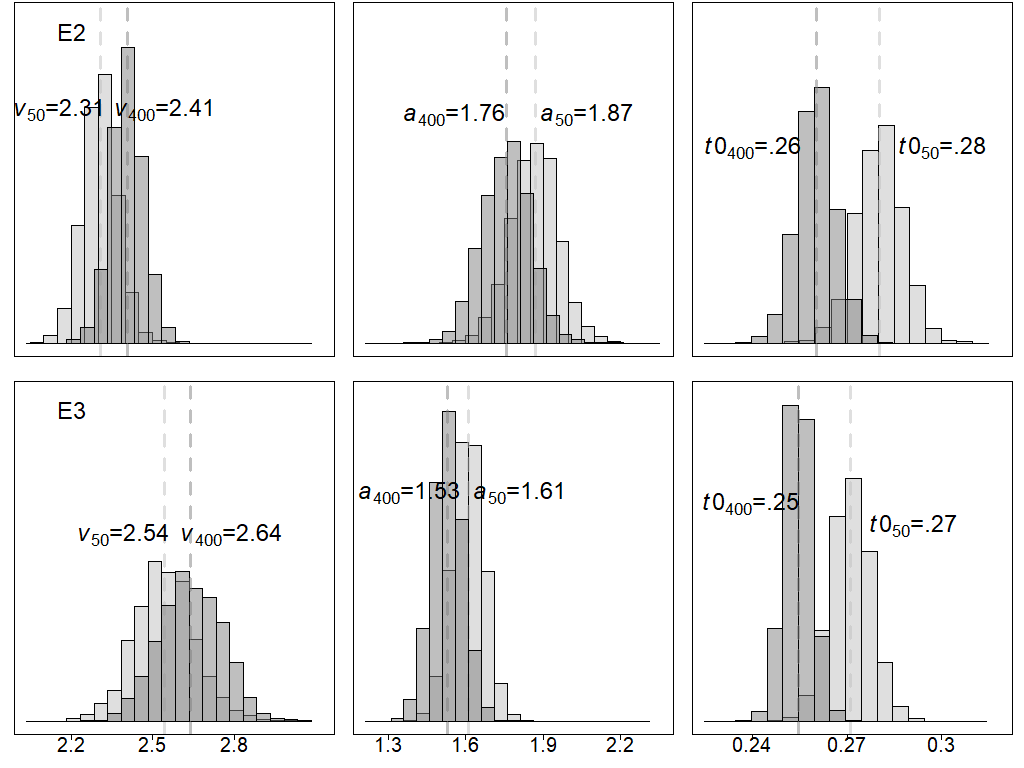 E2
v50=2.31 v400=2.41
a400=1.76 a50=1.87
t0400=.26 t050=.28
E3
v50=2.54 v400=2.64
a400=1.53 a50=1.61
t0400=.25 t050=.27
2.2 2.5 2.8
1.3 1.6 1.9 2.2
0.24 0.27 0.3